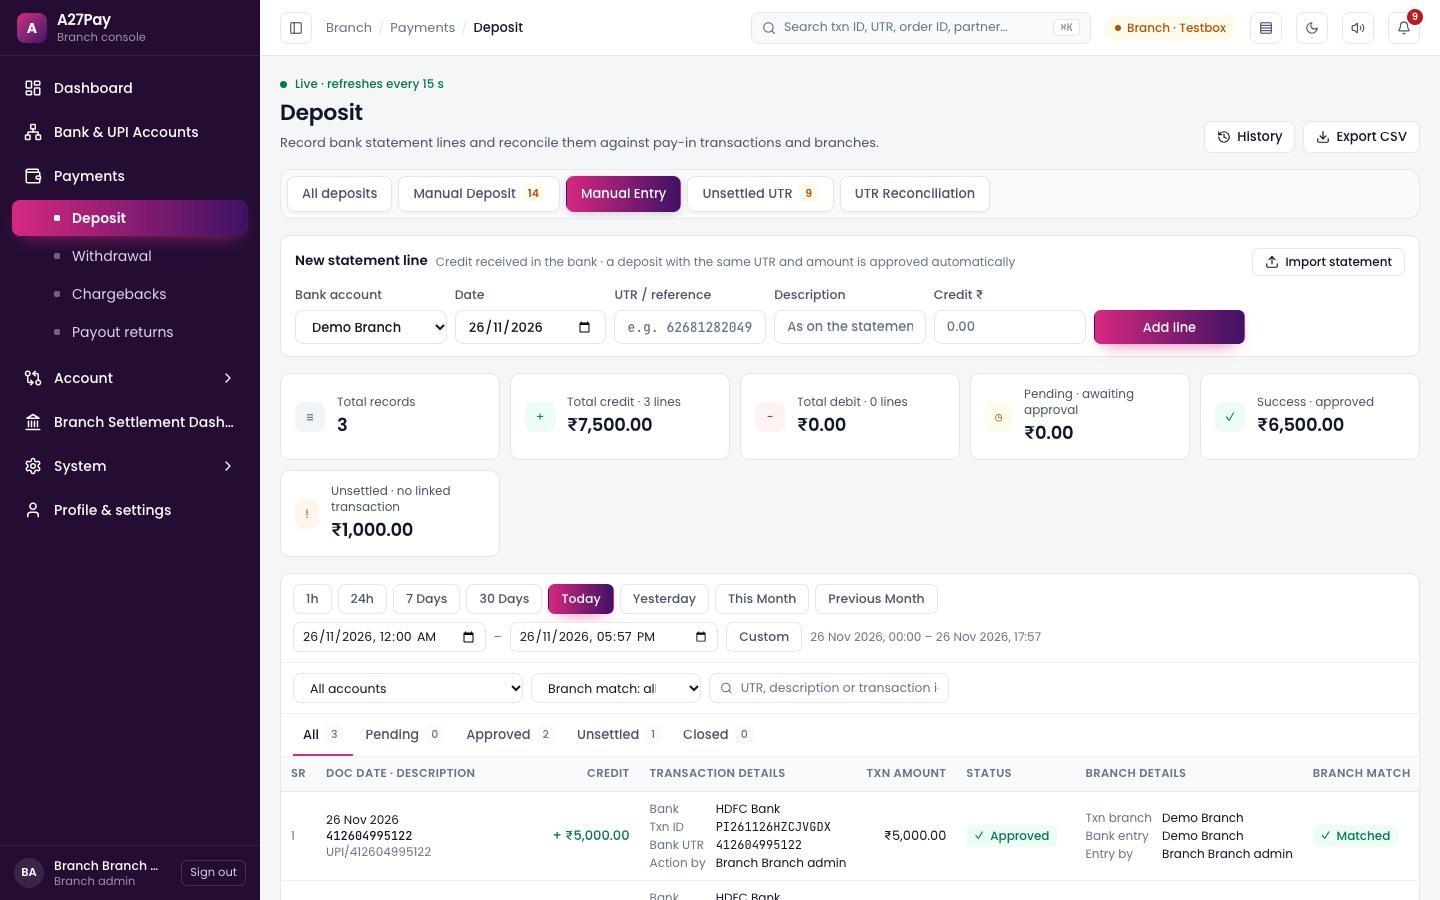 A
A27Pay
Branch console
Dashboard
Bank & UPI Accounts
Payments
Deposit
Withdrawal
Chargebacks
Payout returns
Account
Branch Settlement Dash...
System
Profile & settings
BA
Branch Branch ...
Branch admin
Sign out
Branch / Payments / Deposit
Search txn ID, UTR, order ID, partner...
⌘K
Branch · Testbox
9
Live · refreshes every 15 s
Deposit
Record bank statement lines and reconcile them against pay-in transactions and branches.
History
Export CSV
All deposits
Manual Deposit 14
Manual Entry
Unsettled UTR 9
UTR Reconciliation
New statement line Credit received in the bank · a deposit with the same UTR and amount is approved automatically
Import statement
Bank account
Date
UTR / reference
Description
Credit ₹
Demo Branch
26/11/2026
e.g. 62681282049
As on the statemen
0.00
Add line
Total records
3
Total credit · 3 lines
₹7,500.00
Total debit · 0 lines
₹0.00
Pending · awaiting
approval
₹0.00
Success · approved
₹6,500.00
Unsettled · no linked
transaction
₹1,000.00
1h
24h
7 Days
30 Days
Today
Yesterday
This Month
Previous Month
26/11/2026, 12:00 AM – 26/11/2026, 05:57 PM
Custom
26 Nov 2026, 00:00 – 26 Nov 2026, 17:57
All accounts
Branch match: all
UTR, description or transaction i
All 3
Pending 0
Approved 2
Unsettled 1
Closed 0
SR
DOC DATE · DESCRIPTION
CREDIT
TRANSACTION DETAILS
TXN AMOUNT
STATUS
BRANCH DETAILS
BRANCH MATCH
1
26 Nov 2026
412604995122
UPI/412604995122
+ ₹5,000.00
Bank HDFC Bank
Txn ID PI261126HZCJVGDX
Bank UTR 412604995122
Action by Branch Branch admin
₹5,000.00
✓ Approved
Txn branch Demo Branch
Bank entry Demo Branch
Entry by Branch Branch admin
✓ Matched
Bank HDFC Bank